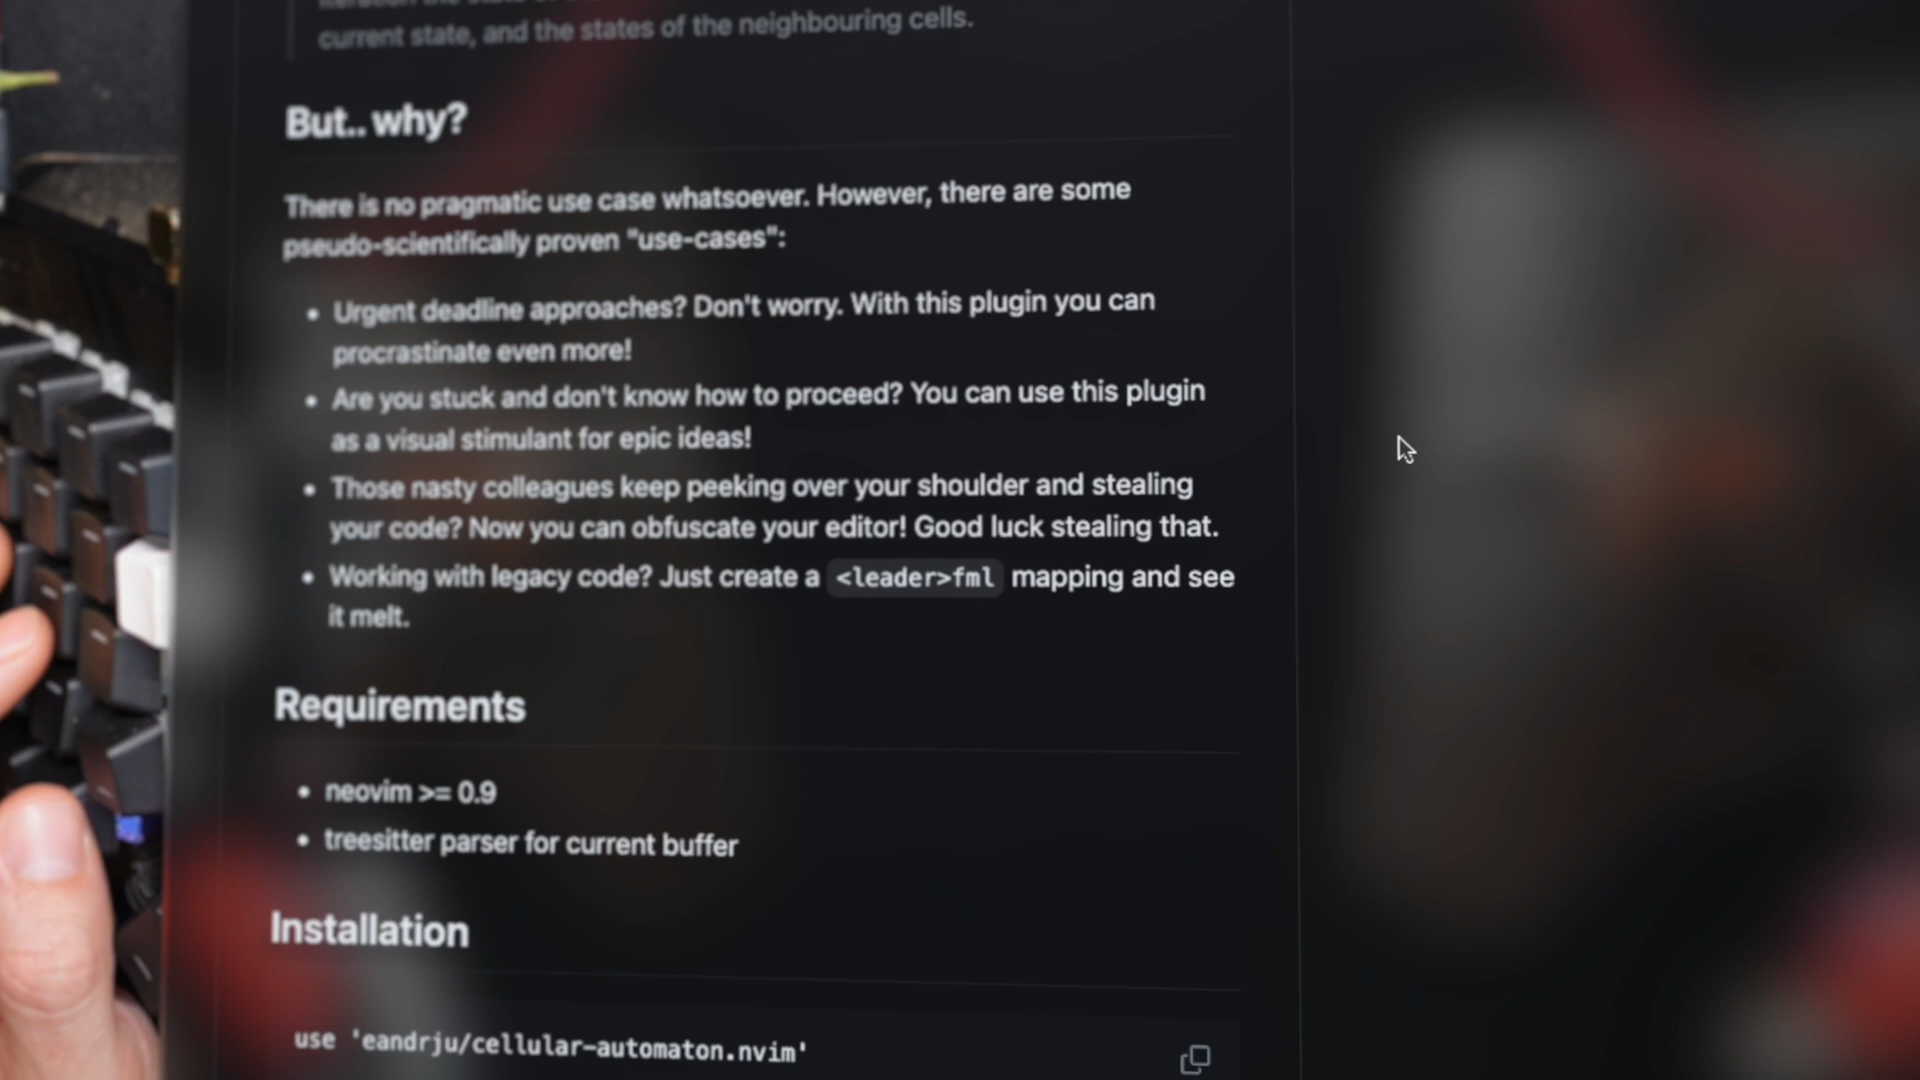 current state, and the states of the neighbouring cells.
But.. why?
There is no pragmatic use case whatsoever. However, there are some
pseudo-scientifically proven "use-cases":
• Urgent deadline approaches? Don't worry. With this plugin you can
procrastinate even more!
• Are you stuck and don't know how to proceed? You can use this plugin
as a visual stimulant for epic ideas!
• Those nasty colleagues keep peeking over your shoulder and stealing
your code? Now you can obfuscate your editor! Good luck stealing that.
• Working with legacy code? Just create a <leader>fml mapping and see
it melt.
Requirements
• neovim >= 0.9
• treesitter parser for current buffer
Installation
use 'eandrju/cellular-automaton.nvim'